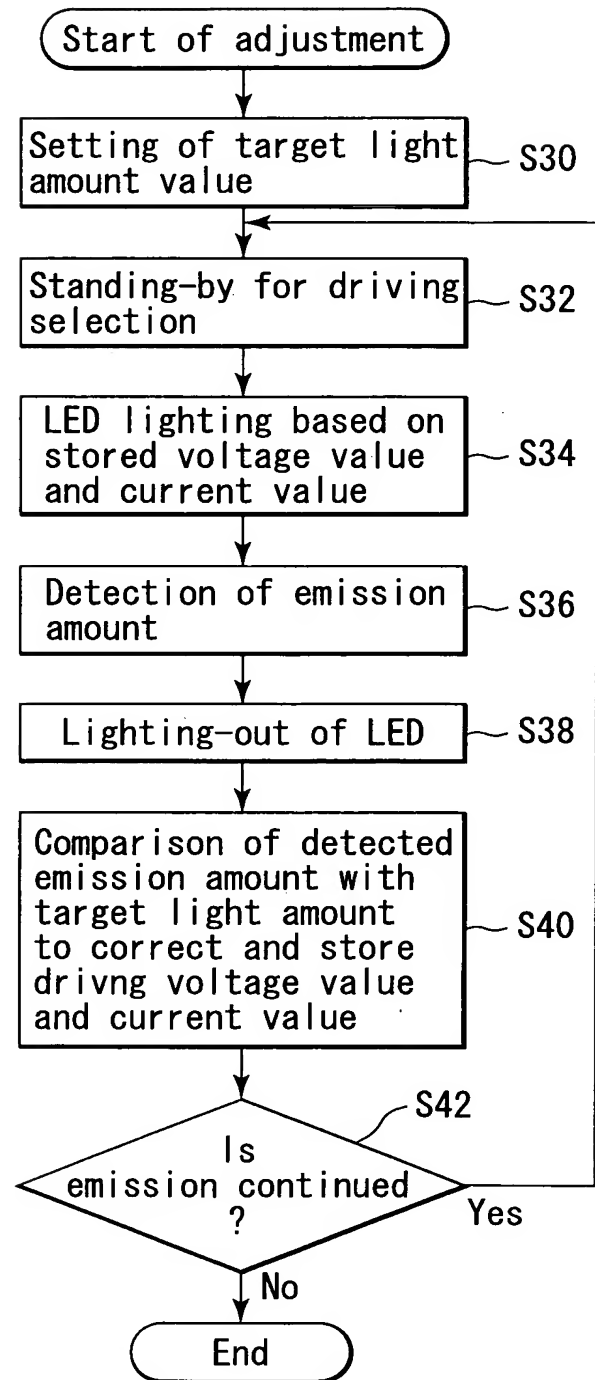 Start of adjustment
Setting of target light
amount value
S30
Standing-by for driving
selection
S32
LED lighting based on
stored voltage value
and current value
S34
Detection of emission
amount
S36
Lighting-out of LED
S38
Comparison of detected
emission amount with
target light amount
to correct and store
drivng voltage value
and current value
S40
S42
Is
emission continued
?
Yes
No
End